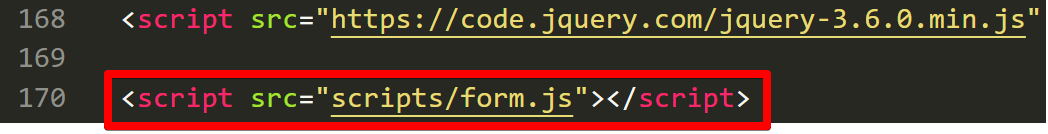 168 <script src="https://code.jquery.com/jquery-3.6.0.min.js"
169
170 <script src="scripts/form.js"></script>